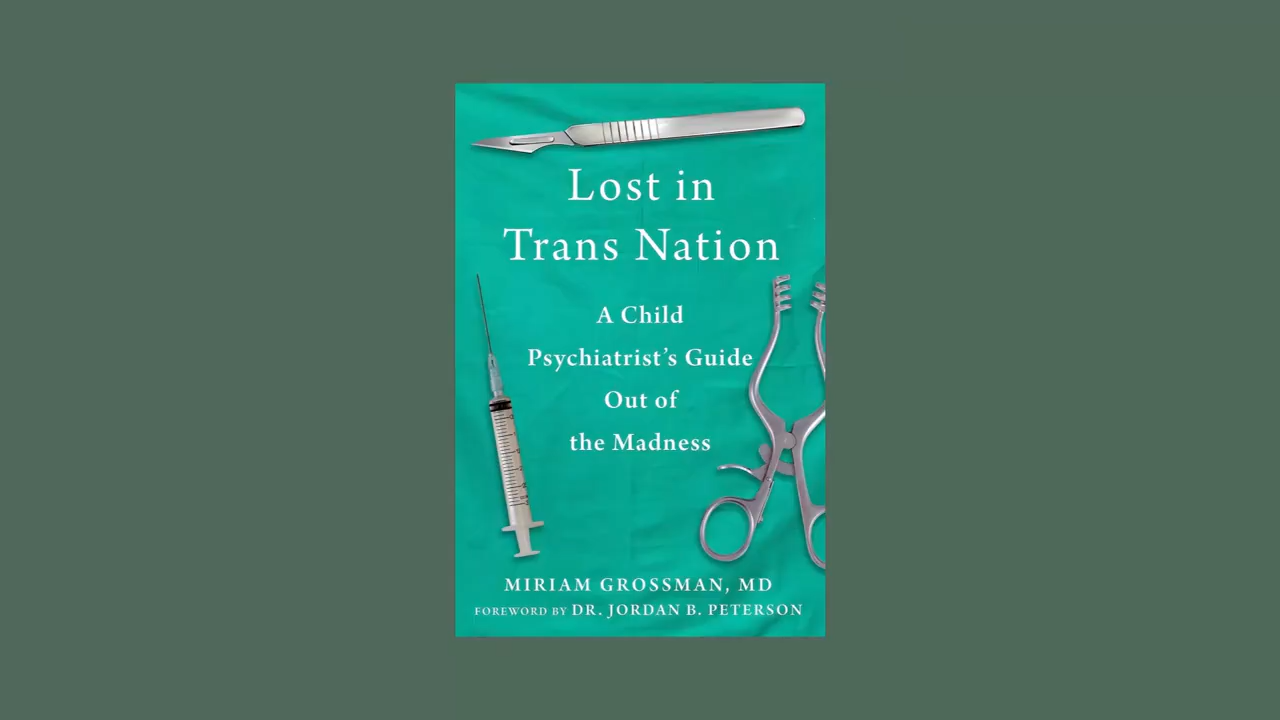 Lost in
Trans Nation
A Child
Psychiatrist’s Guide
Out of
the Madness
MIRIAM GROSSMAN, MD
FOREWORD BY DR. JORDAN B. PETERSON